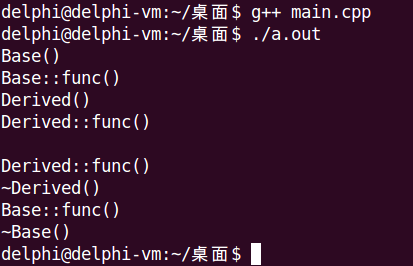 delphi@delphi-vm:~/桌面$ g++ main.cpp
delphi@delphi-vm:~/桌面$ ./a.out
Base()
Base::func()
Derived()
Derived::func()

Derived::func()
~Derived()
Base::func()
~Base()
delphi@delphi-vm:~/桌面$